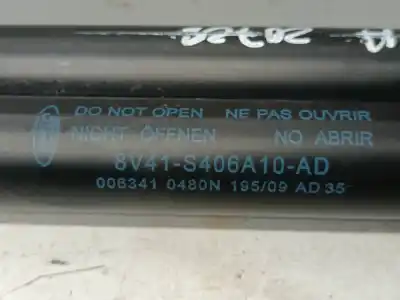 DO NOT OPEN NE PAS OUVRIR
NICHT ÖFFNEN NO ABRIR
8V41-S406A10-AD
006341 0480N 195/09 AD 35